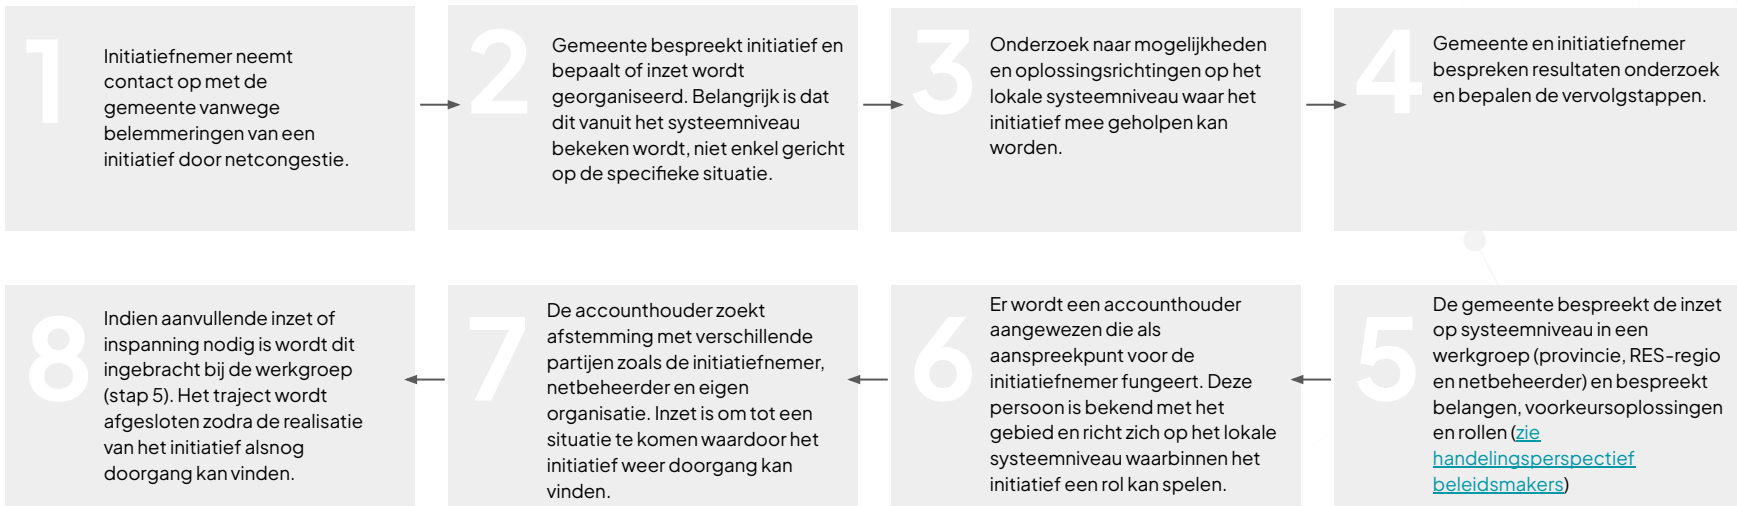 1
Initiatiefnemer neemt
contact op met de
gemeente vanwege
belemmeringen van een
initiatief door netcongestie.
2
Gemeente bespreekt initiatief en
bepaalt of inzet wordt
georganiseerd. Belangrijk is dat
dit vanuit het systeemniveau
bekeken wordt, niet enkel gericht
op de specifieke situatie.
3
Onderzoek naar mogelijkheden
en oplossingsrichtingen op het
lokale systeemniveau waar het
initiatief mee geholpen kan
worden.
4
Gemeente en initiatiefnemer
bespreken resultaten onderzoek
en bepalen de vervolgstappen.
5
De gemeente bespreekt de inzet
op systeemniveau in een
werkgroep (provincie, RES-regio
en netbeheerder) en bespreekt
belangen, voorkeursoplossingen
en rollen (zie
handelingsperspectief
beleidsmakers)
6
Er wordt een accounthouder
aangewezen die als
aanspreekpunt voor de
initiatiefnemer fungeert. Deze
persoon is bekend met het
gebied en richt zich op het lokale
systeemniveau waarbinnen het
initiatief een rol kan spelen.
7
De accounthouder zoekt
afstemming met verschillende
partijen zoals de initiatiefnemer,
netbeheerder en eigen
organisatie. Inzet is om tot een
situatie te komen waardoor het
initiatief weer doorgang kan
vinden.
8
Indien aanvullende inzet of
inspanning nodig is wordt dit
ingebracht bij de werkgroep
(stap 5). Het traject wordt
afgesloten zodra de realisatie
van het initiatief alsnog
doorgang kan vinden.